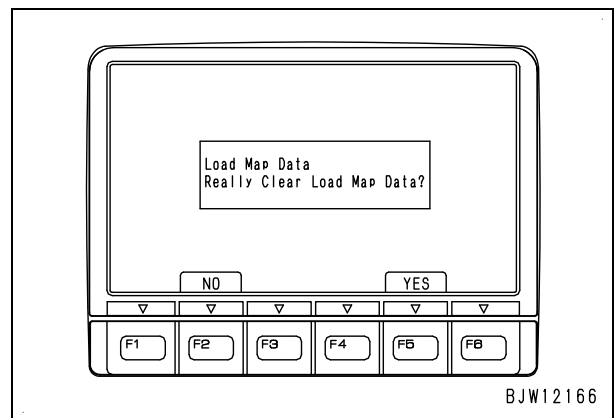 Load Map Data
Really Clear Load Map Data?
NO YES
F1 F2 F3 F4 F5 F6
BJW12166